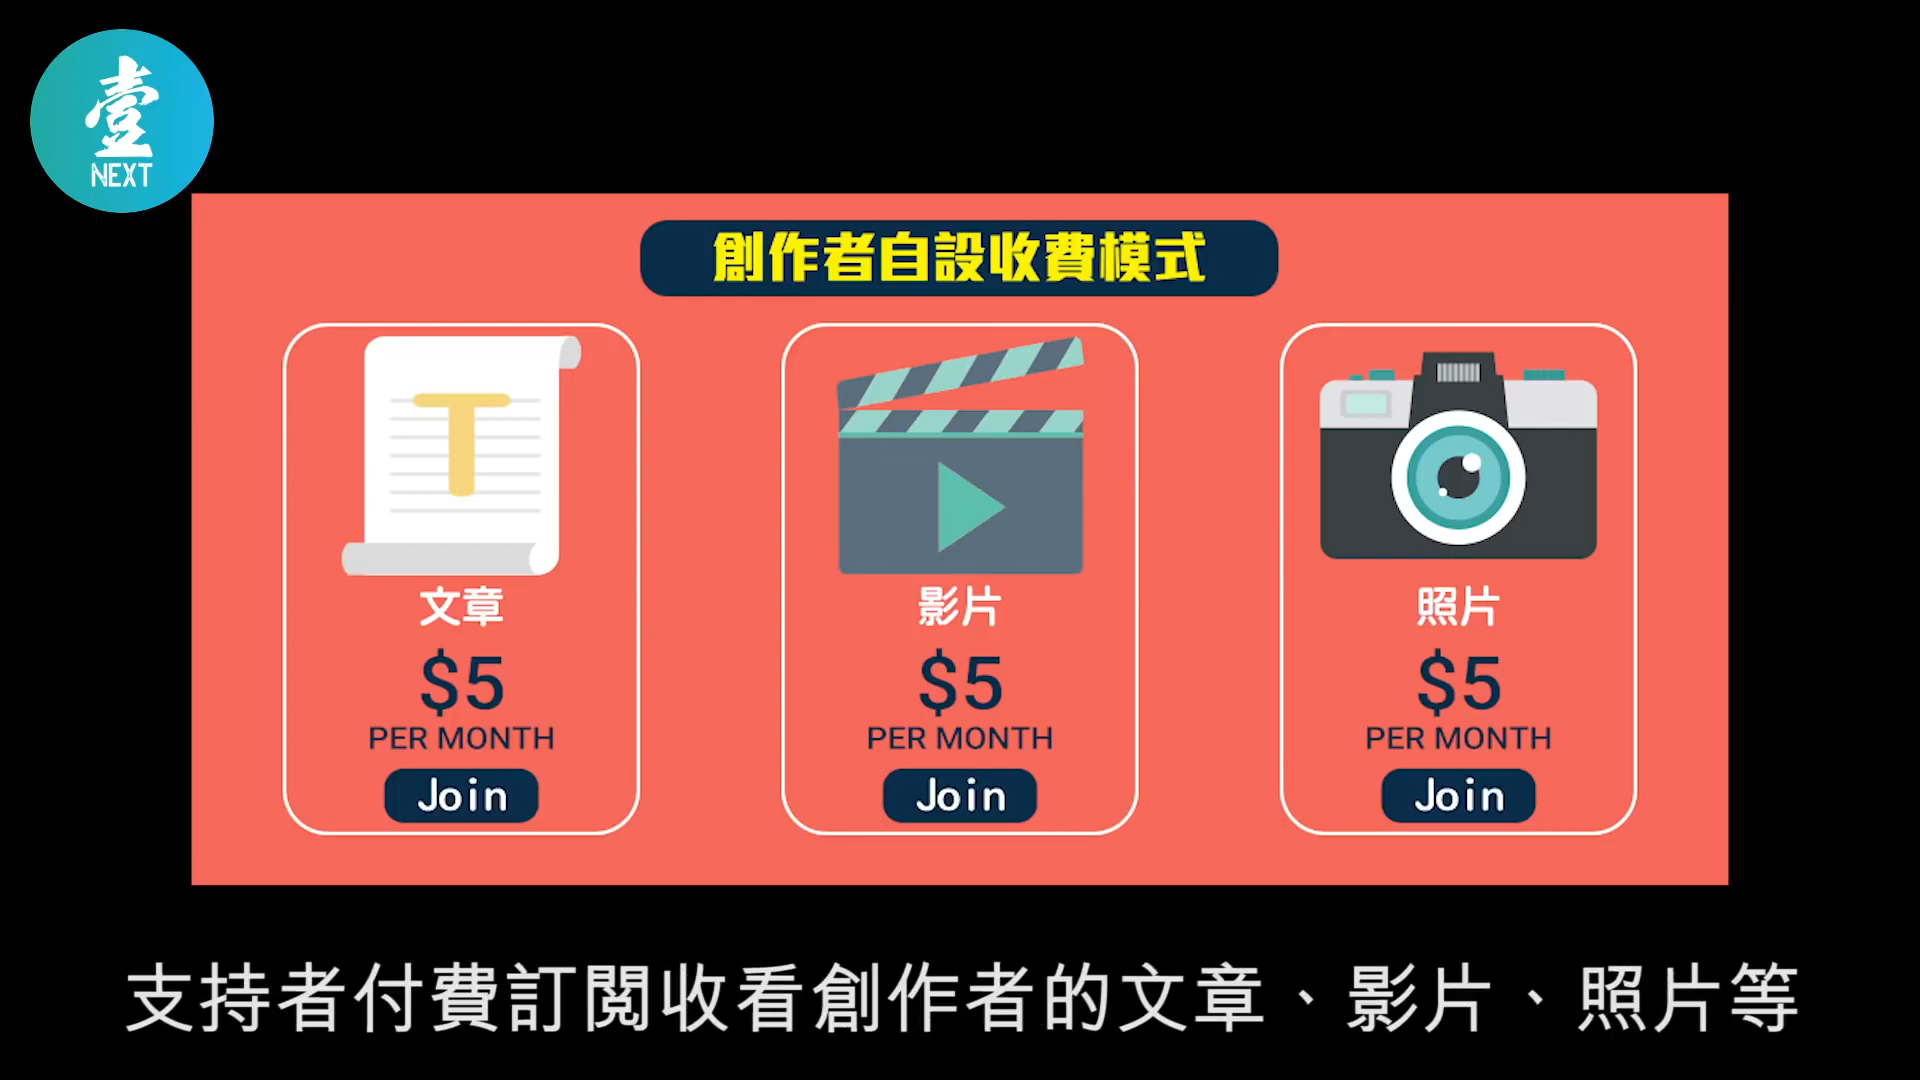 壹
NEXT
創作者自設收費模式
T
文章
$5
PER MONTH
Join
影片
$5
PER MONTH
Join
照片
$5
PER MONTH
Join
支持者付費訂閲收看創作者的文章、影片、照片等